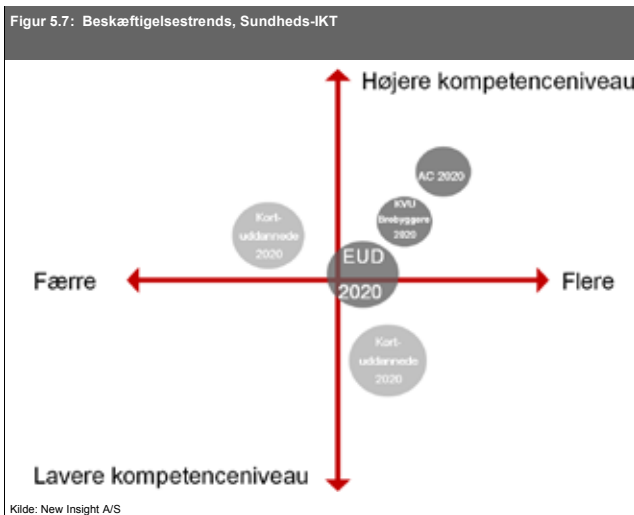 Figur 5.7: Beskæftigelsestrends, Sundheds-IKT
Højere kompetenceniveau
AC 2020
KVU
Brobyggere
2020
Kort-
uddannede
2020
EUD
2020
Færre
Flere
Kort-
uddannede
2020
Lavere kompetenceniveau
Kilde: New Insight A/S